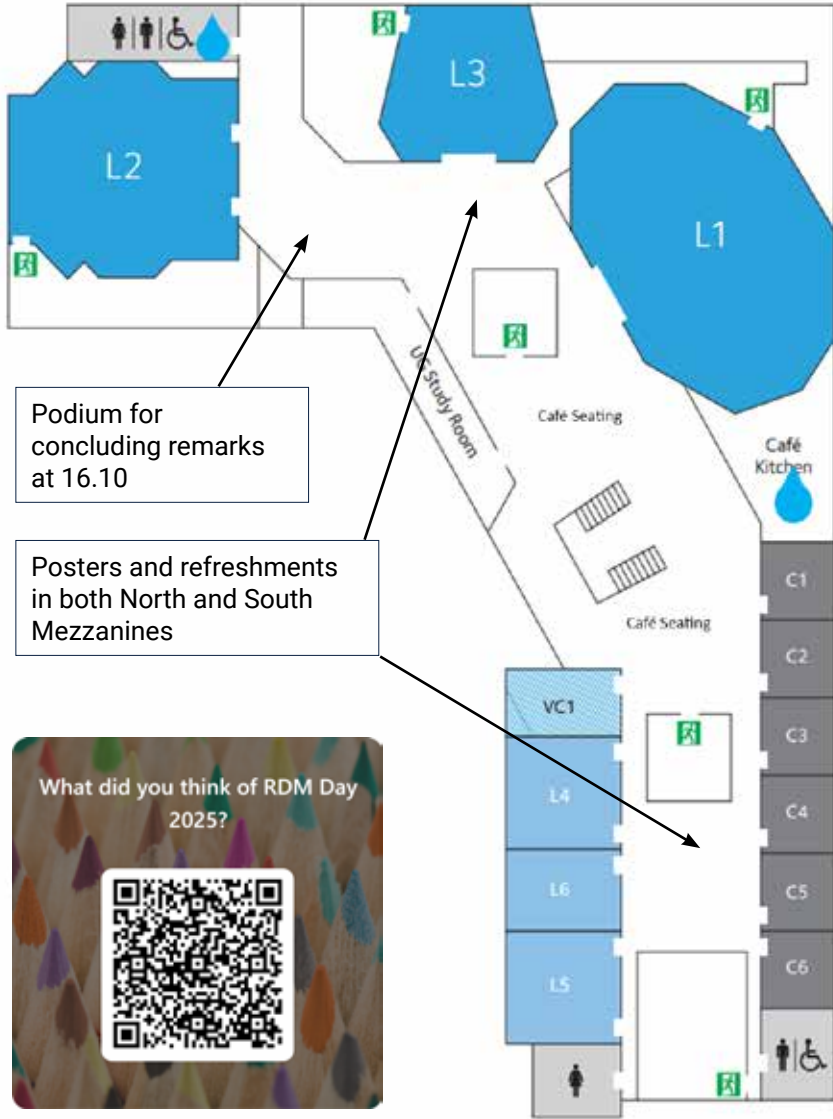 L3
L2
L1
Podium for
concluding remarks
at 16.10
UG Study Room
Café Seating
Café
Kitchen
Posters and refreshments
in both North and South
Mezzanines
C1
Café Seating
C2
VC1
C3
What did you think of RDM Day
2025?
L4
C4
L6
C5
C6
L5